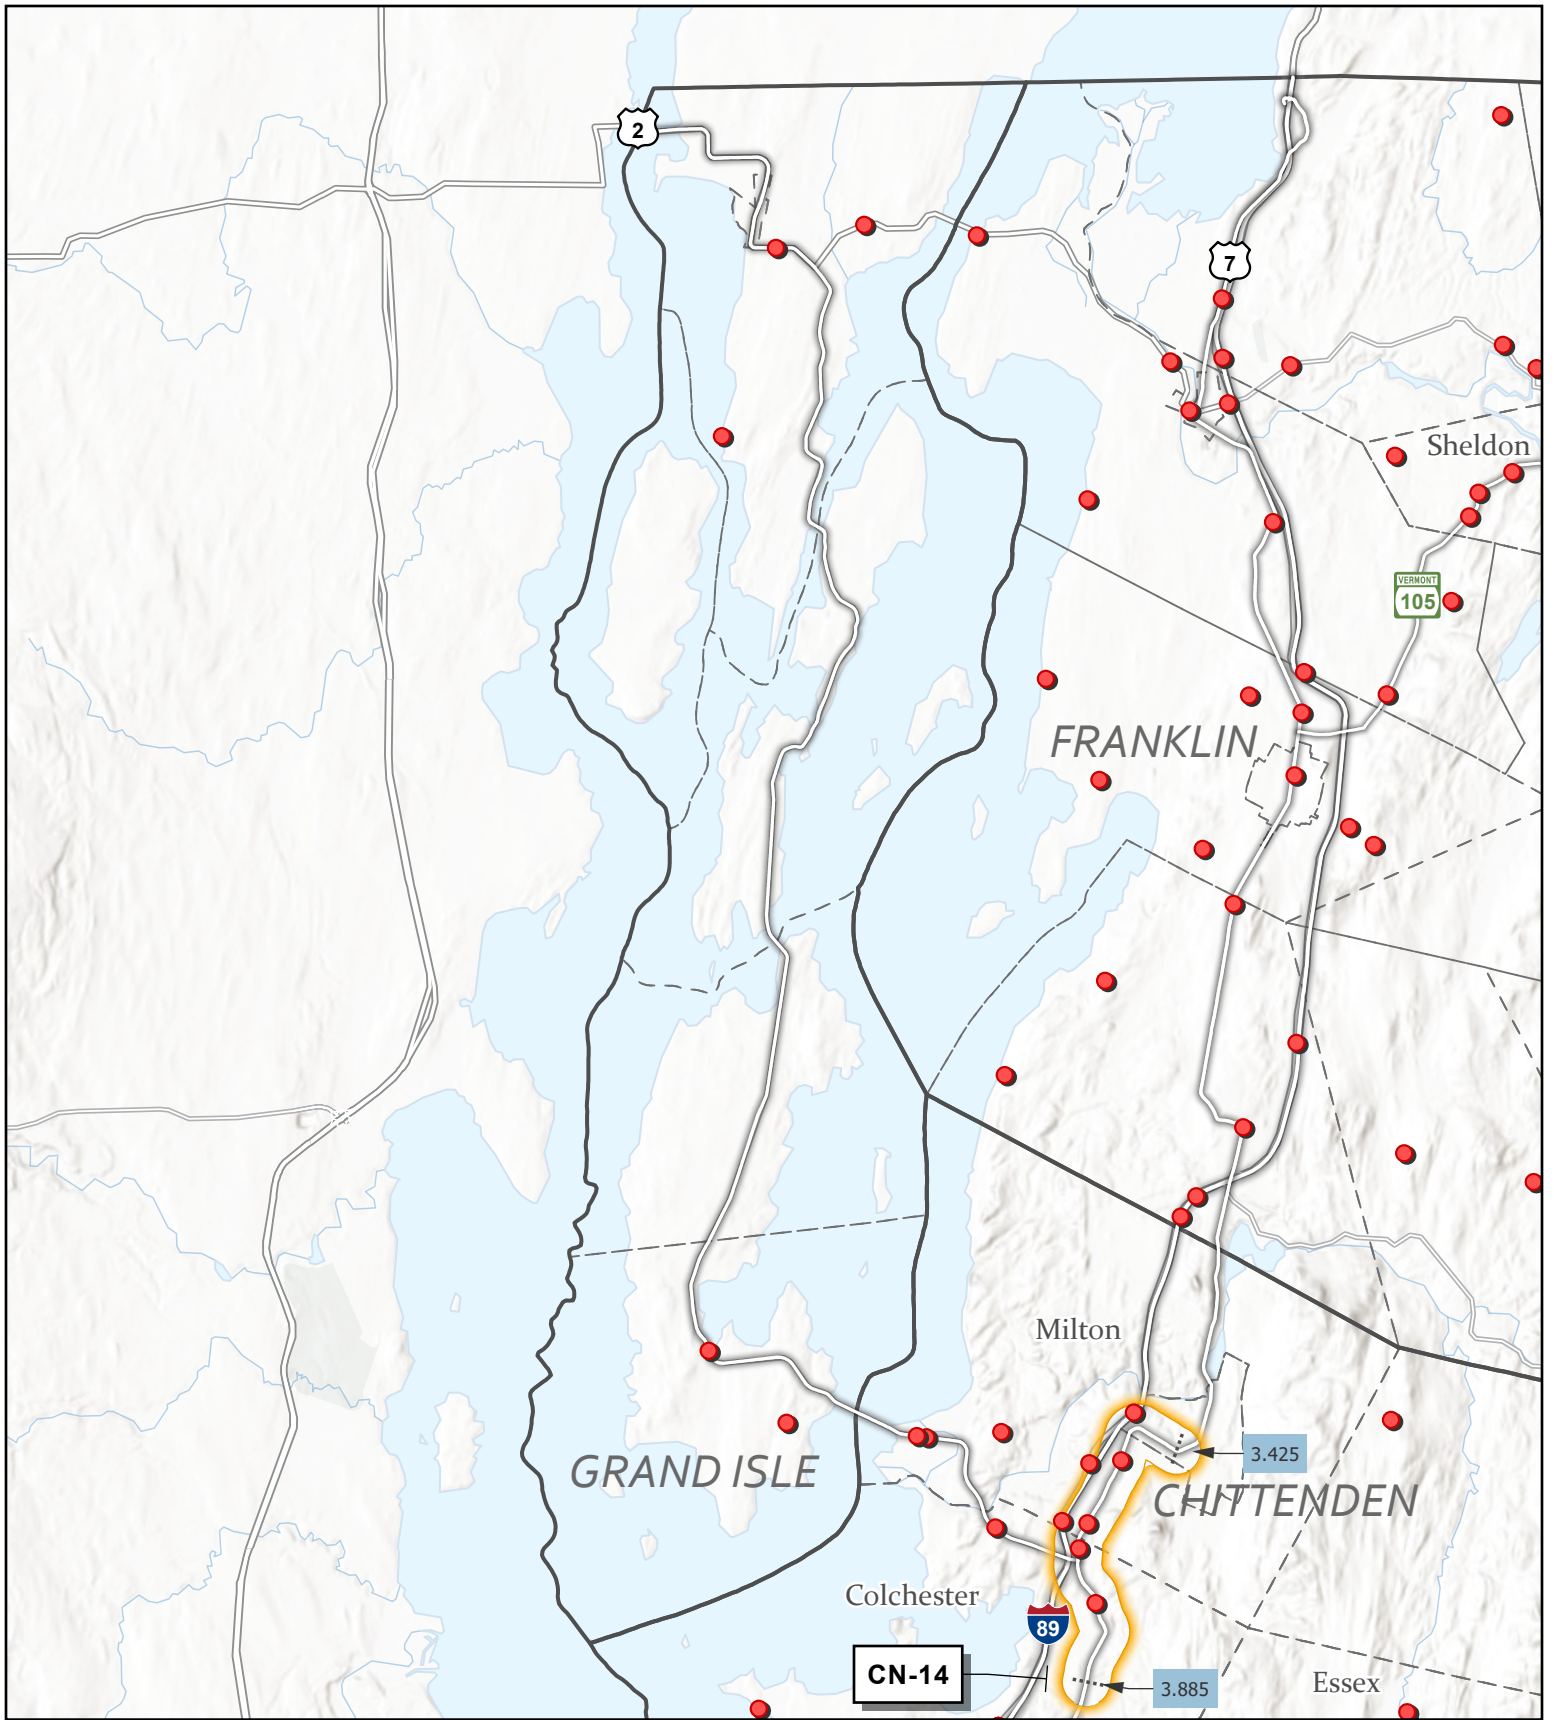 2
7
Sheldon
VERMONT
105
FRANKLIN
Milton
GRAND ISLE
3.425
CHITTENDEN
Colchester
89
CN-14
3.885
Essex